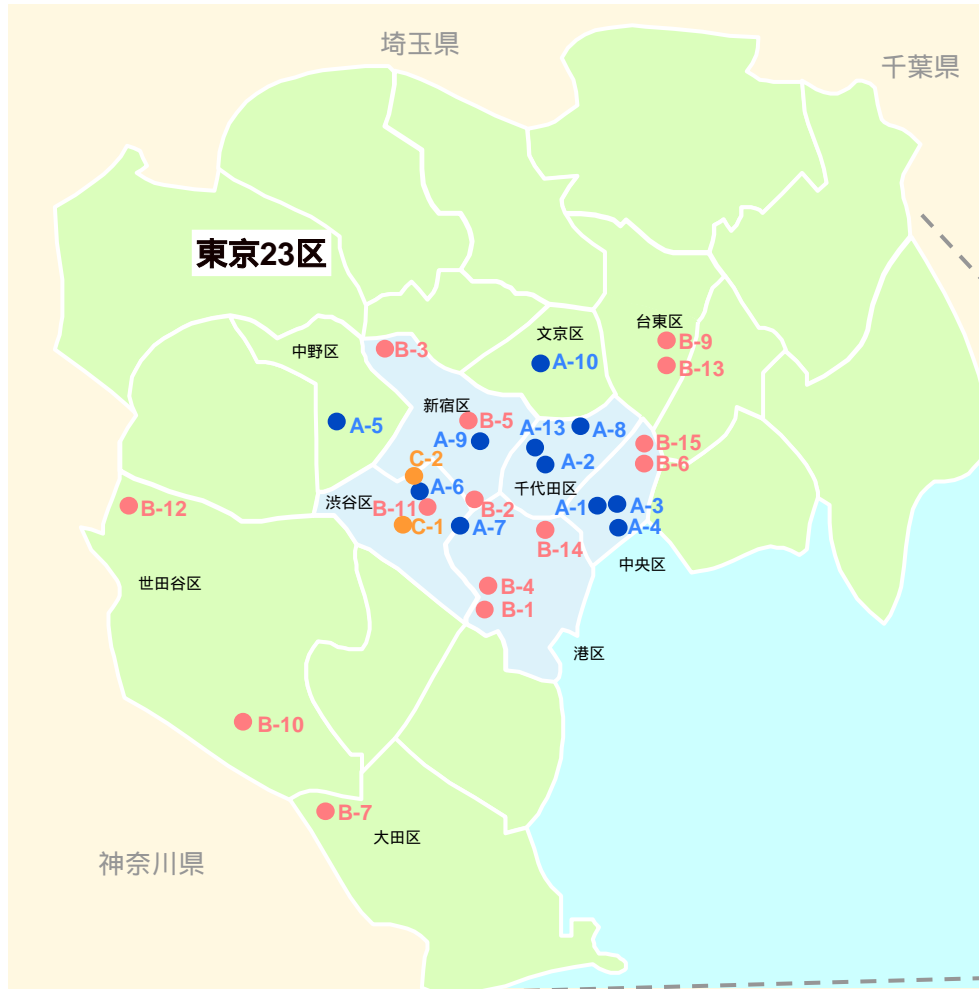 埼玉県
千葉県
東京23区
台東区
文京区
B-9
中野区
B-3
A-10
B-13
新宿区
B-5
A-5
A-13
A-8
A-9
B-15
C-2
A-2
B-6
A-6
千代田区
渋谷区
B-11
B-2
A-1
A-3
B-12
C-1
A-7
A-4
B-14
中央区
世田谷区
B-4
B-1
港区
B-10
B-7
大田区
神奈川県